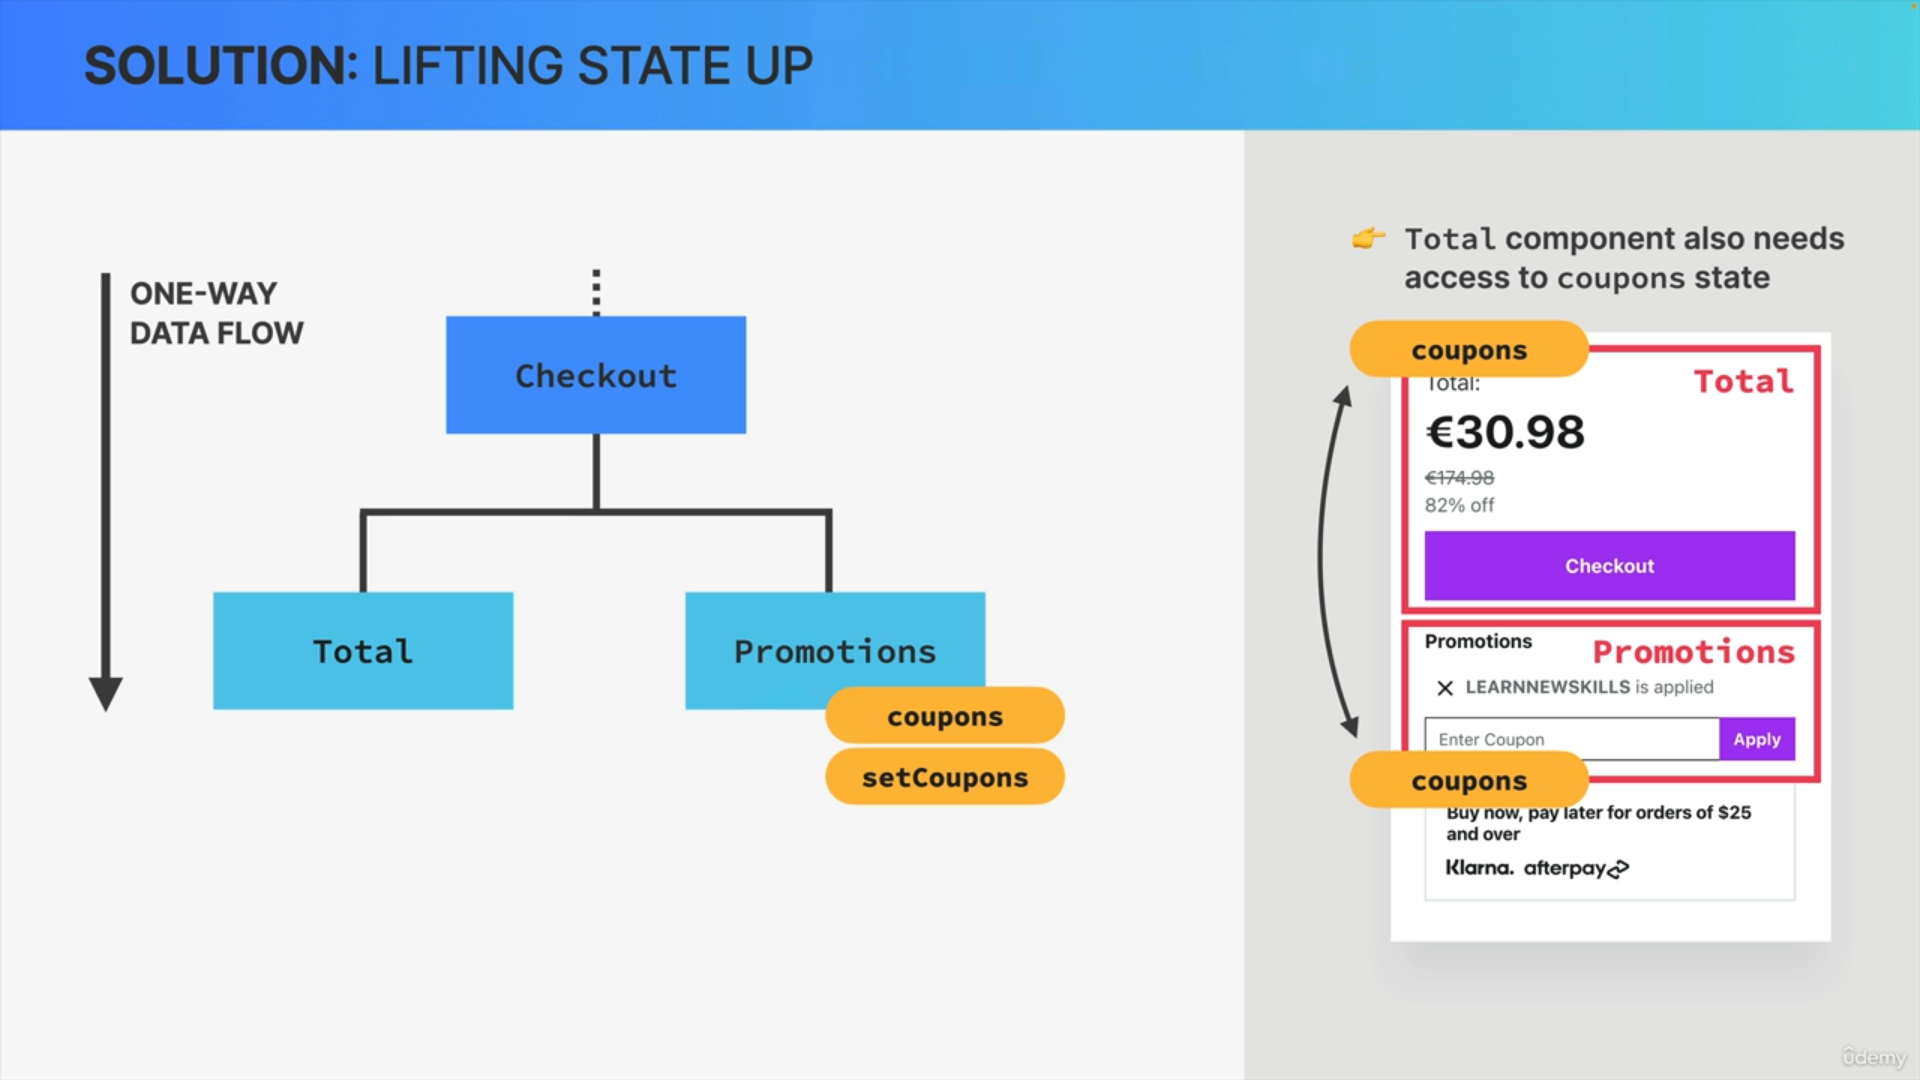 SOLUTION: LIFTING STATE UP
ONE-WAY
DATA FLOW
Checkout
Total
Promotions
coupons
setCoupons
👉 Total component also needs
access to coupons state
coupons
Total:
Total
€30.98
€174.98
82% off
Checkout
Promotions
Promotions
LEARNNEWSKILLS is applied
Enter Coupon
Apply
coupons
Buy now, pay later for orders of $25
and over
Klarna. afterpay
ûdemy